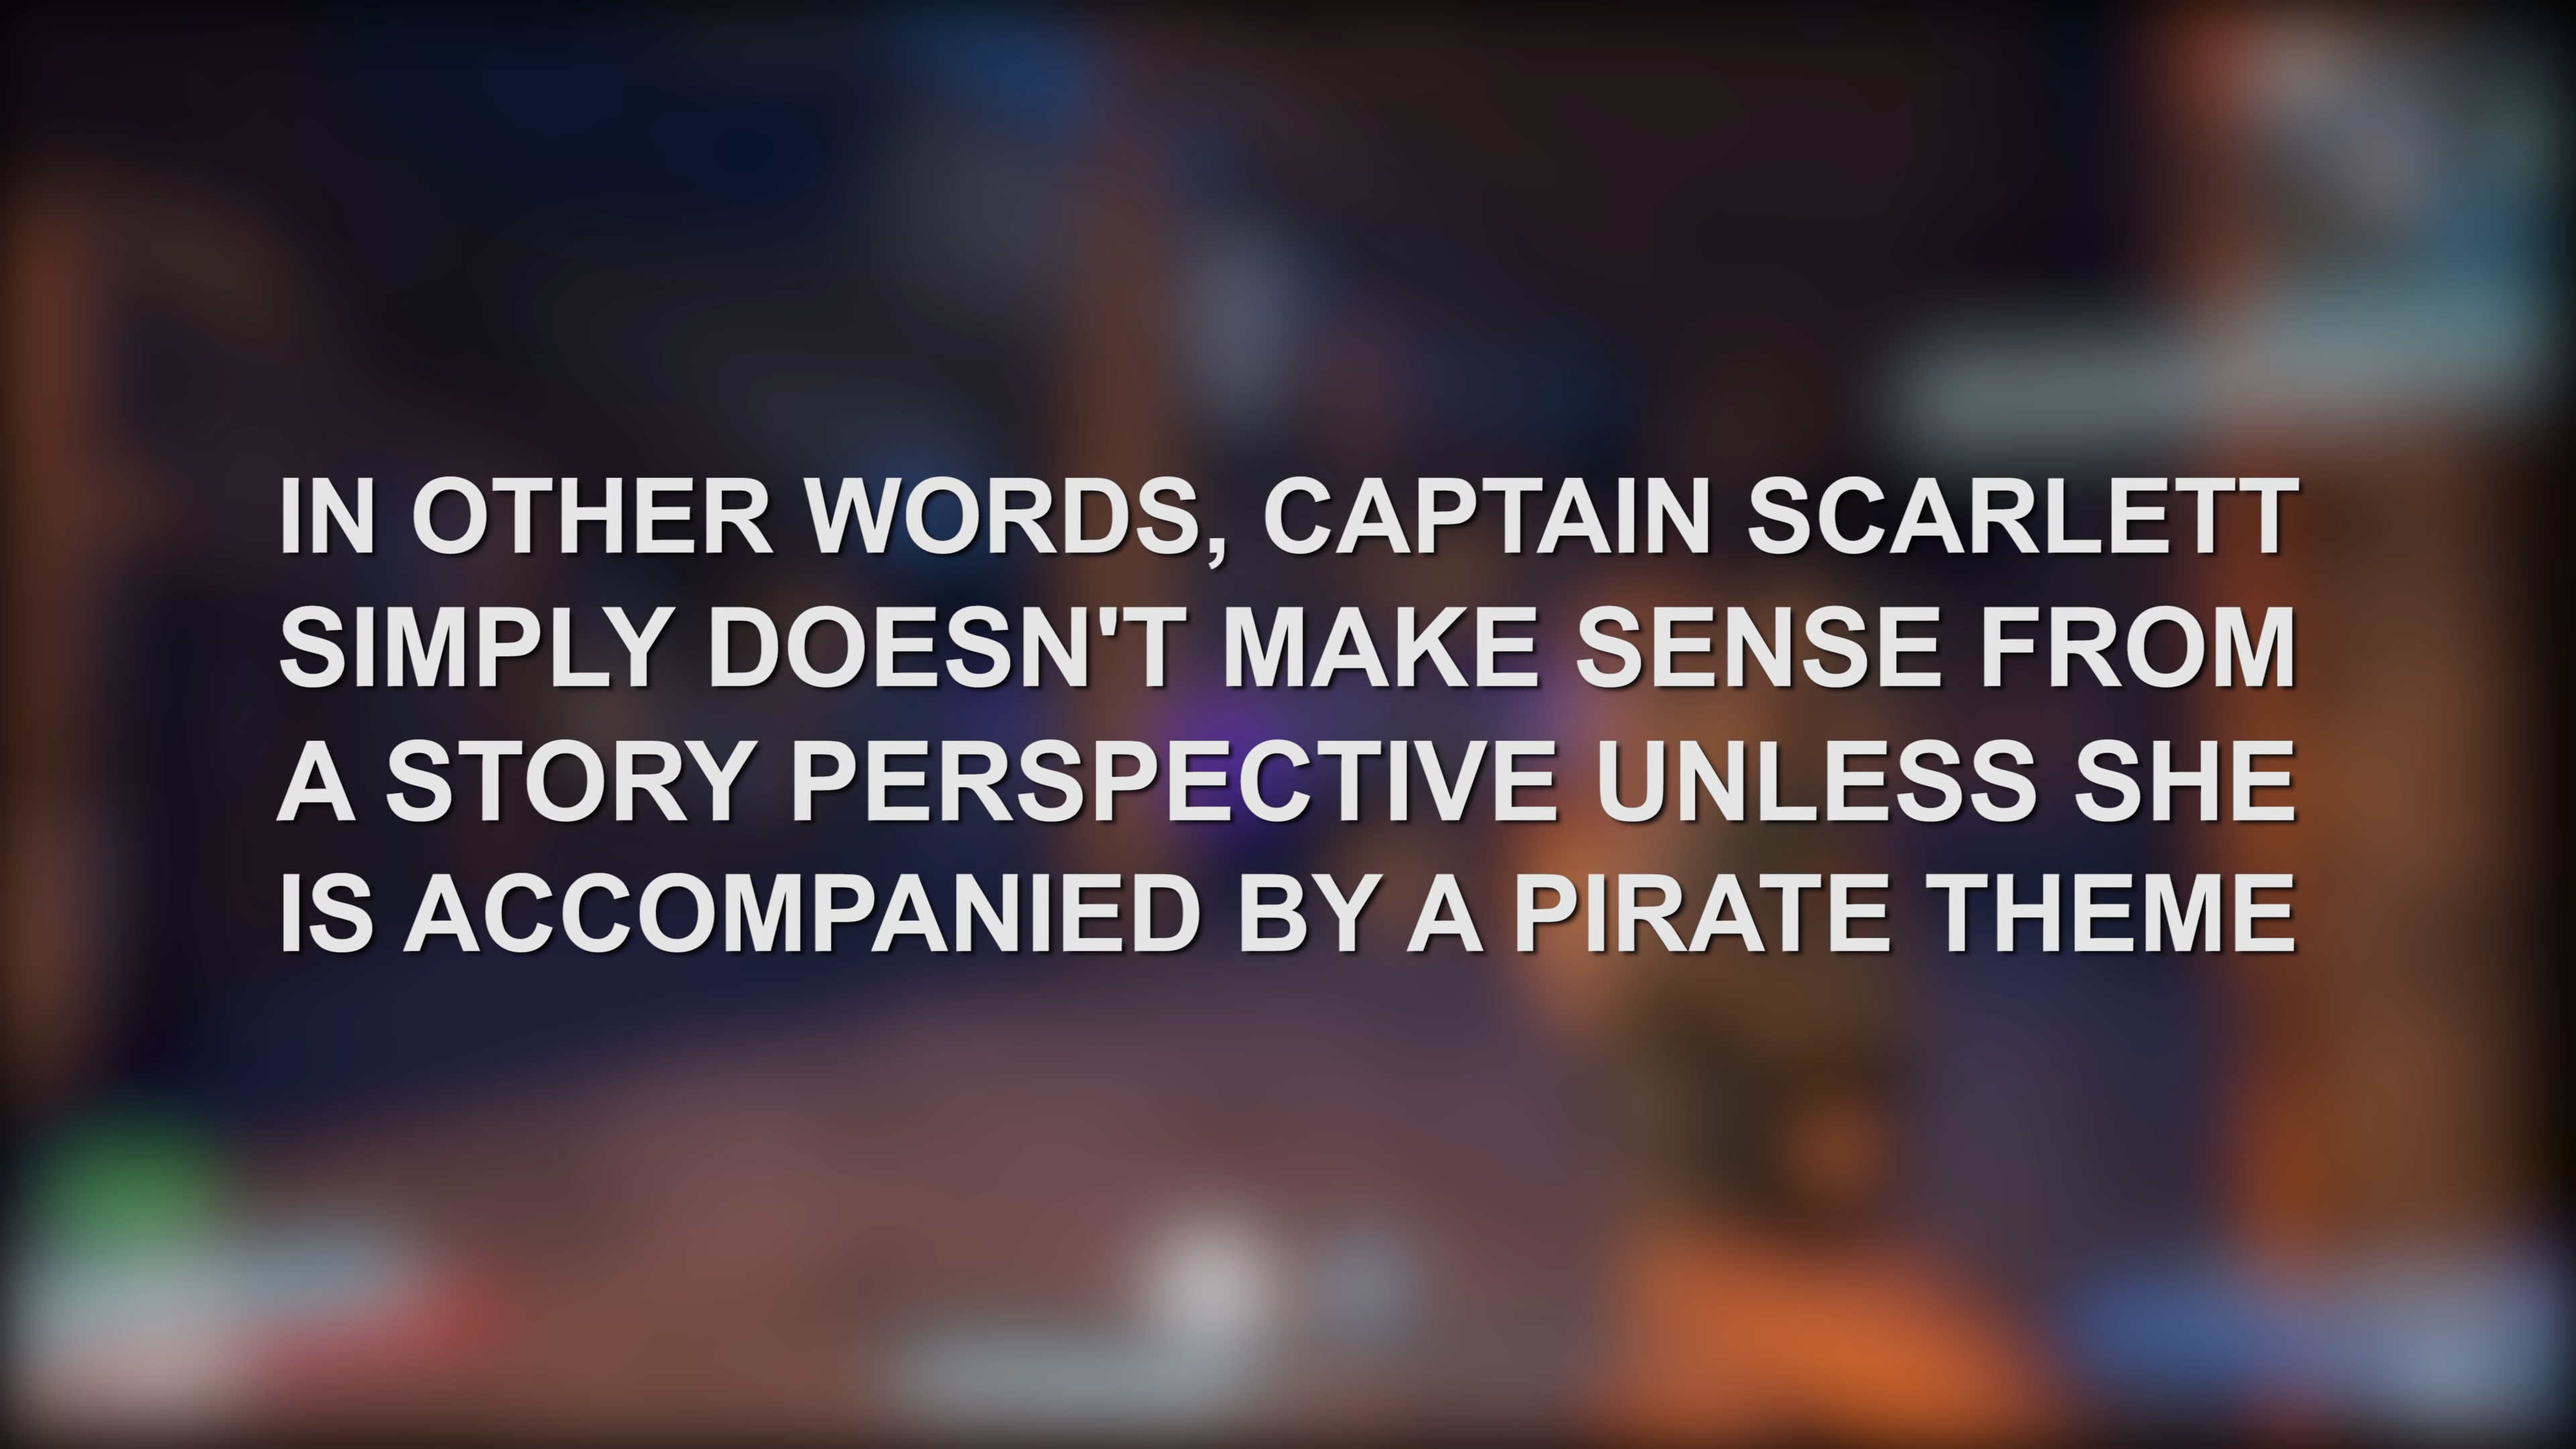 IN OTHER WORDS, CAPTAIN SCARLETT
SIMPLY DOESN'T MAKE SENSE FROM
A STORY PERSPECTIVE UNLESS SHE
IS ACCOMPANIED BY A PIRATE THEME